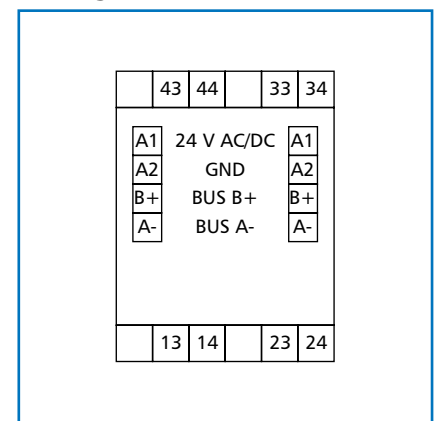 43 44 33 34
A1 24 V AC/DC A1
A2 GND A2
B+ BUS B+ B+
A- BUS A- A-
13 14 23 24